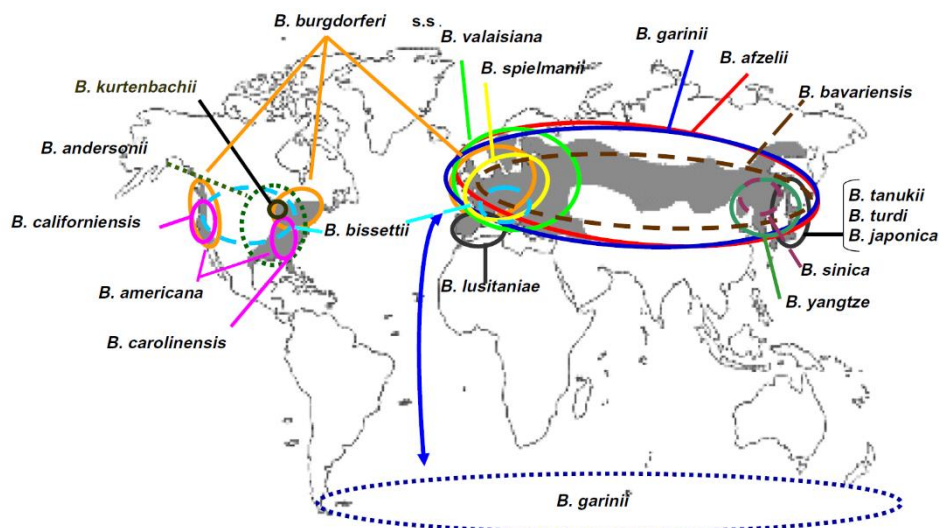 B. burgdorferi s.s.
B. valaisiana
B. garinii
B. spielmanii
B. afzelii
B. kurtenbachii
B. bavariensis
B. andersonii
B. tanukii
B. californiensis
B. turdi
B. bissettii
B. japonica
B. americana
B. lusitaniae
B. sinica
B. yangtze
B. carolinensis
B. garinii